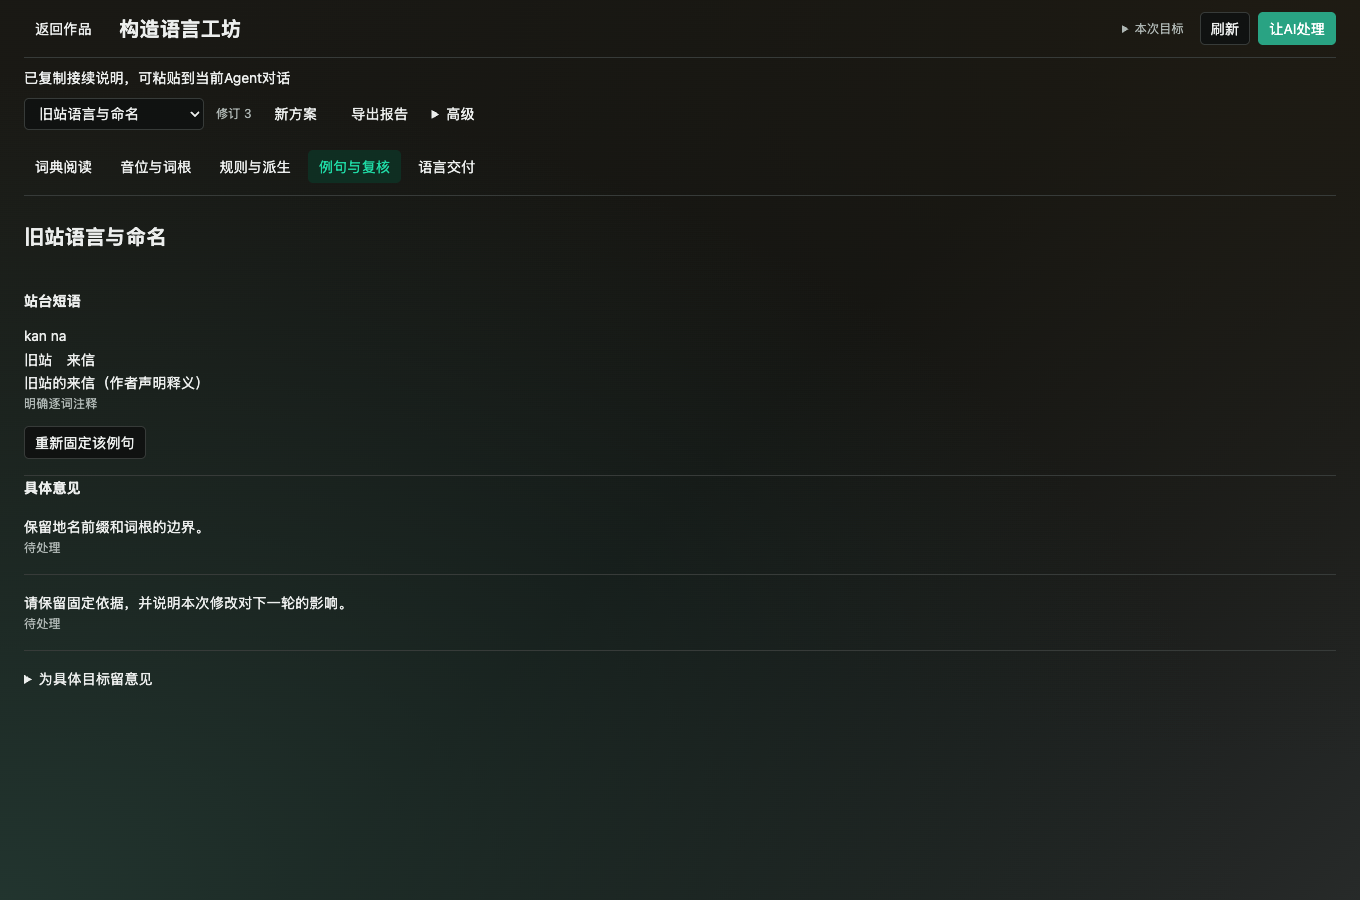 返回作品 构造语言工坊 ▶ 本次目标 刷新 让AI处理
已复制接续说明，可粘贴到当前Agent对话
旧站语言与命名 修订 3 新方案 导出报告 ▶ 高级
词典阅读 音位与词根 规则与派生 例句与复核 语言交付
旧站语言与命名
站台短语
kan na
旧站 来信
旧站的来信（作者声明释义）
明确逐词注释
重新固定该例句
具体意见
保留地名前缀和词根的边界。
待处理
请保留固定依据，并说明本次修改对下一轮的影响。
待处理
▶ 为具体目标留意见